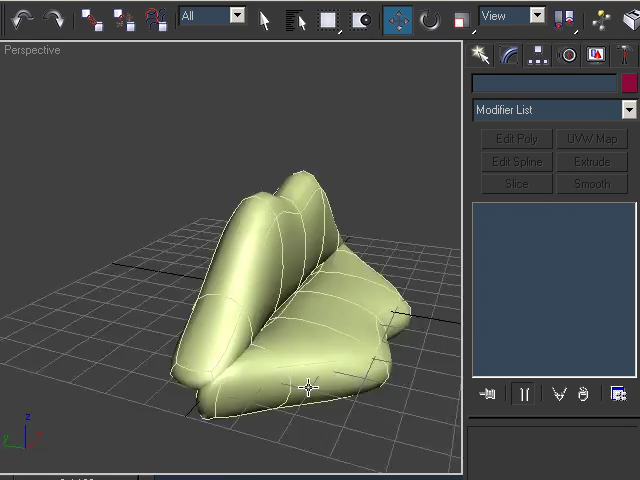 All
View
Perspective
Modifier List
Edit Poly
UVW Map
Edit Spline
Extrude
Slice
Smooth
z